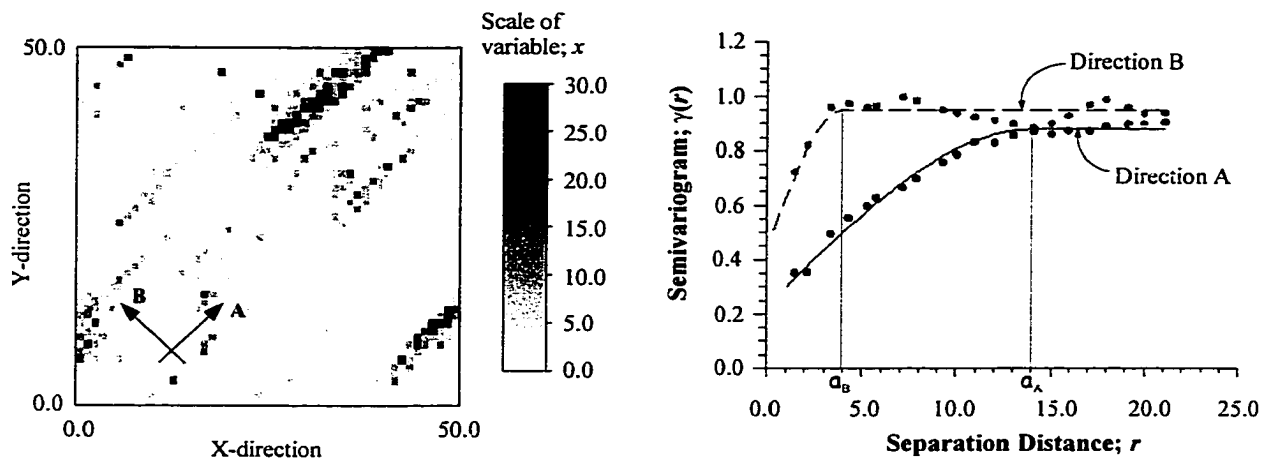 Scale of
variable; x
50.0
Y-direction
0.0
B
A
0.0
50.0
X-direction
30.0
25.0
20.0
15.0
10.0
5.0
0.0
Semivariogram; γ(r)
1.2
1.0
0.8
0.6
0.4
0.2
0.0
Direction B
Direction A
a_B
a_A
0.0
5.0
10.0
15.0
20.0
25.0
Separation Distance; r